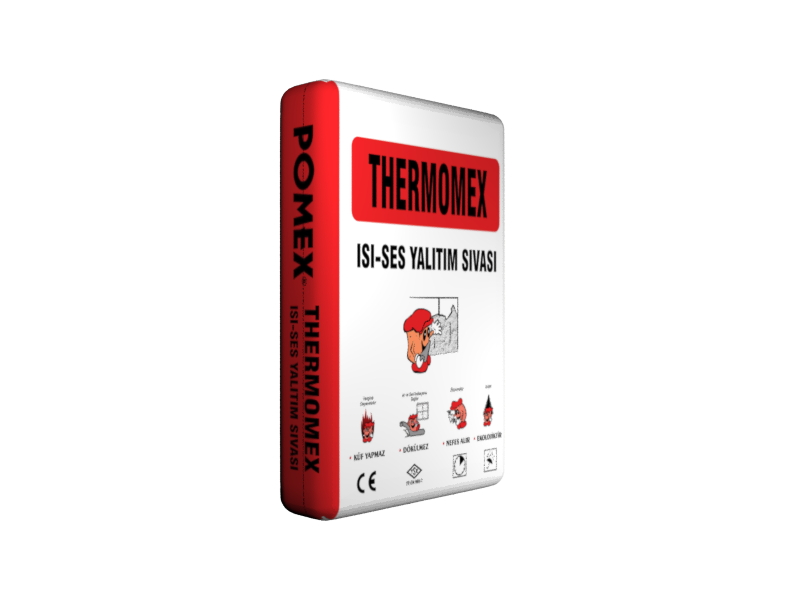 POMEX
THERMOMEX
ISI-SES YALITIM SIVASI
THERMOMEX
ISI-SES YALITIM SIVASI
• KÜF YAPMAZ
• DÖKÜLMEZ
• NEFES ALIR
• EKOLOJİKTİR
CE